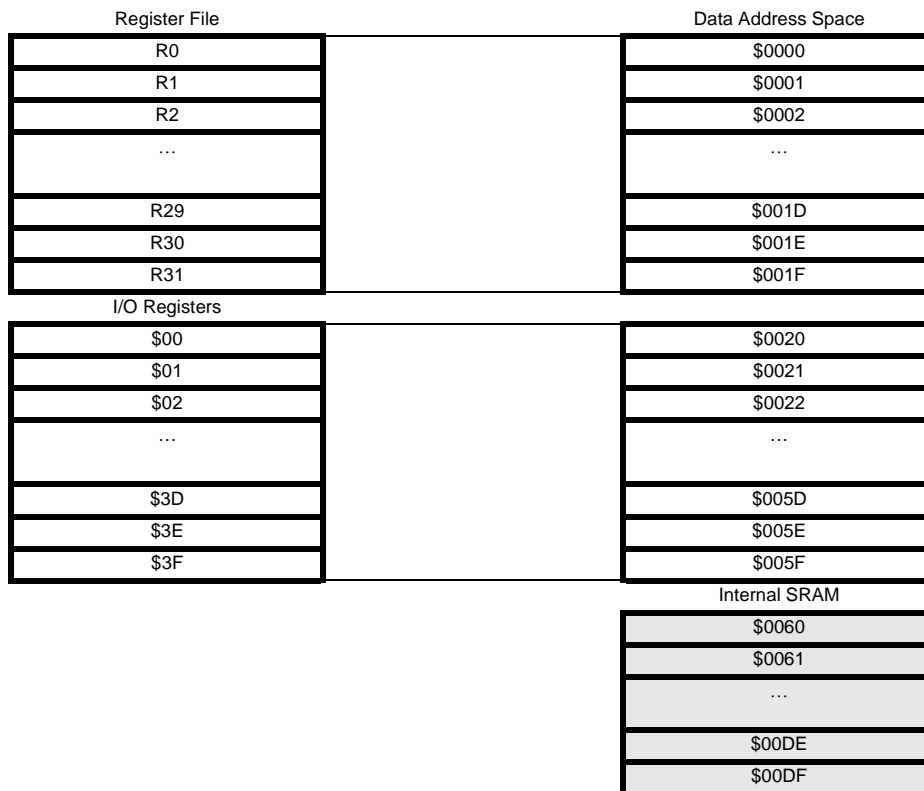 Register File Data Address Space
R0 $0000
R1 $0001
R2 $0002
... ...
R29 $001D
R30 $001E
R31 $001F
I/O Registers
$00 $0020
$01 $0021
$02 $0022
... ...
$3D $005D
$3E $005E
$3F $005F
Internal SRAM
$0060
$0061
...
$00DE
$00DF